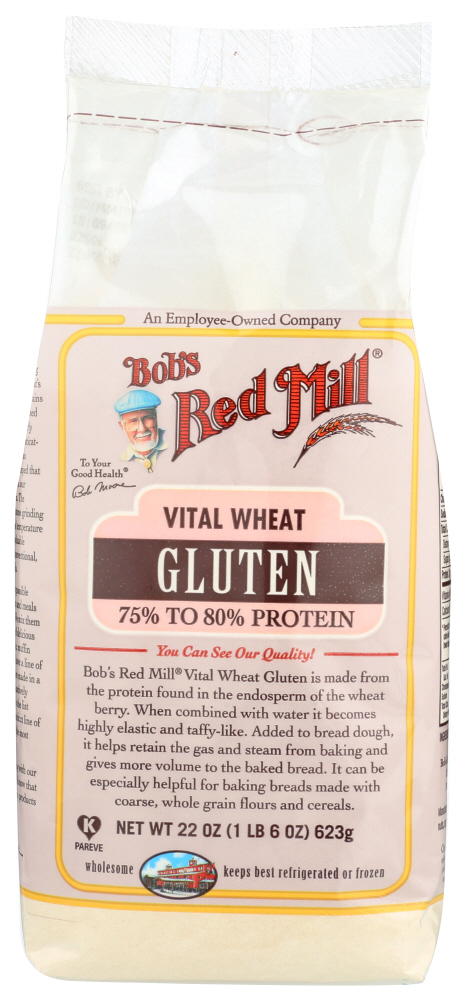 An Employee-Owned Company
Bob's
Red Mill®
To Your
Good Health®
Bob Moore
VITAL WHEAT
GLUTEN
75% TO 80% PROTEIN
You Can See Our Quality!
Bob's Red Mill® Vital Wheat Gluten is made from
the protein found in the endosperm of the wheat
berry. When combined with water it becomes
highly elastic and taffy-like. Added to bread dough,
it helps retain the gas and steam from baking and
gives more volume to the baked bread. It can be
especially helpful for baking breads made with
coarse, whole grain flours and cereals.
K
PAREVE
NET WT 22 OZ (1 LB 6 OZ) 623g
wholesome
keeps best refrigerated or frozen